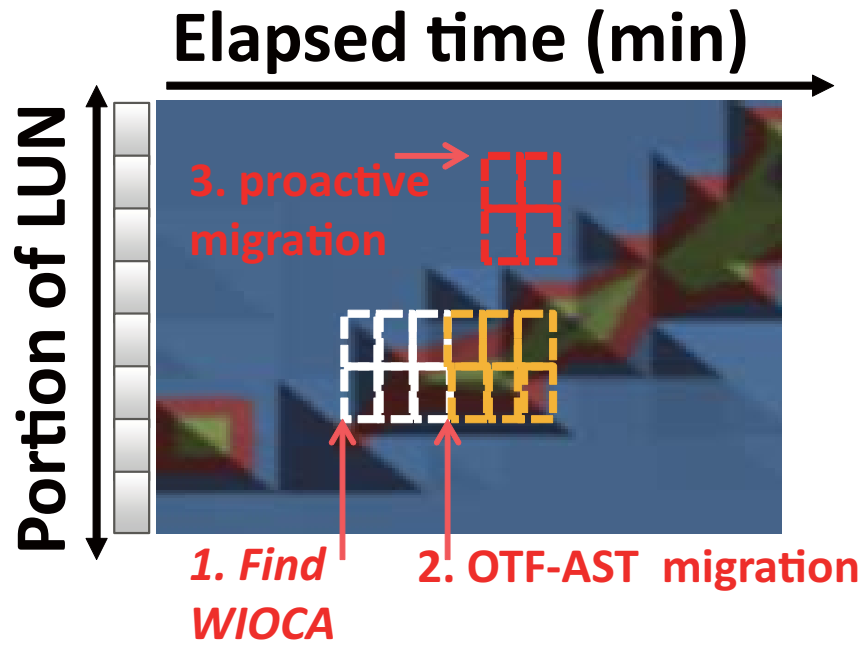 Elapsed time (min)
Portion of LUN
3. proactive
migration
1. Find
WIOCA
2. OTF-AST migration